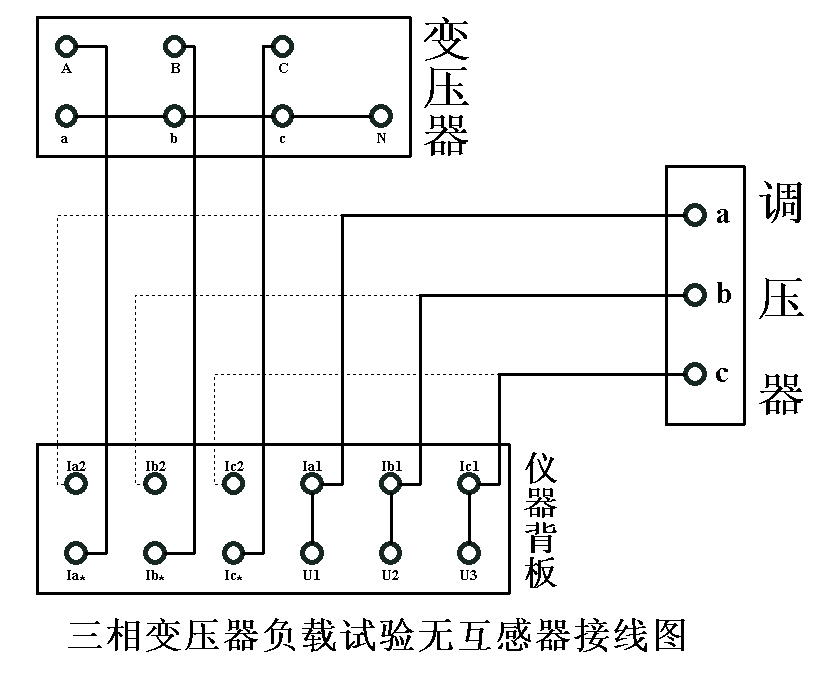 变压器
A B C
a b c N
调压器
a
b
c
仪器背板
Ia2 Ib2 Ic2 Ia1 Ib1 Ic1
Ia* Ib* Ic* U1 U2 U3
三相变压器负载试验无互感器接线图